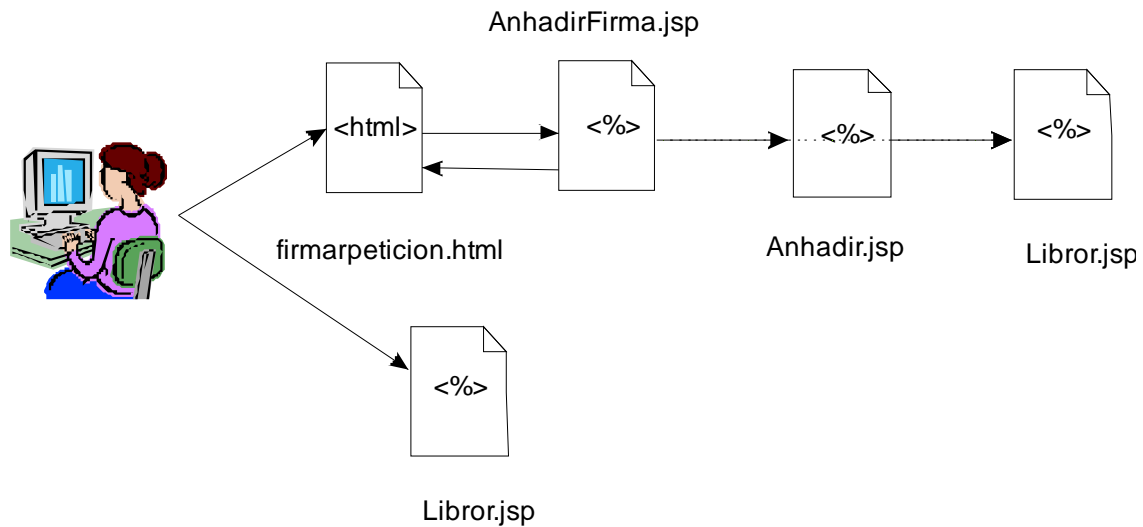 AnhadirFirma.jsp
<html>
<%>
<%>
<%>
firmarpeticion.html
Anhadir.jsp
Libror.jsp
<%>
Libror.jsp